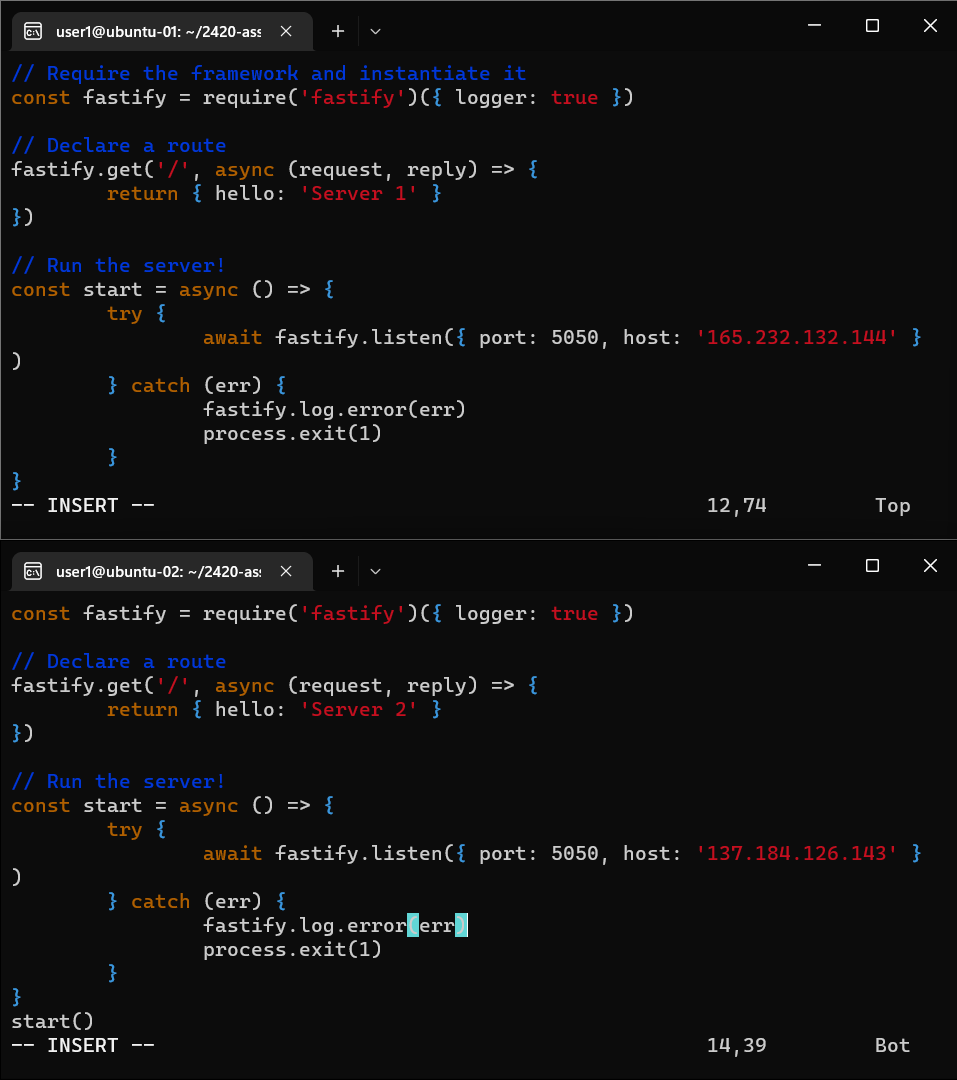 user1@ubuntu-01: ~/2420-ass
// Require the framework and instantiate it
const fastify = require('fastify')({ logger: true })

// Declare a route
fastify.get('/', async (request, reply) => {
        return { hello: 'Server 1' }
})

// Run the server!
const start = async () => {
        try {
                await fastify.listen({ port: 5050, host: '165.232.132.144' }
)
        } catch (err) {
                fastify.log.error(err)
                process.exit(1)
        }
}
-- INSERT --                                              12,74         Top
user1@ubuntu-02: ~/2420-ass
const fastify = require('fastify')({ logger: true })

// Declare a route
fastify.get('/', async (request, reply) => {
        return { hello: 'Server 2' }
})

// Run the server!
const start = async () => {
        try {
                await fastify.listen({ port: 5050, host: '137.184.126.143' }
)
        } catch (err) {
                fastify.log.error(err)
                process.exit(1)
        }
}
start()
-- INSERT --                                              14,39         Bot